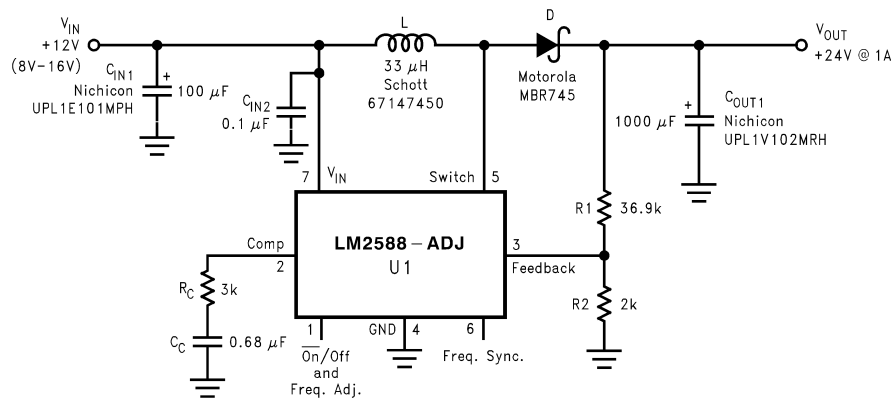 V_IN
+12V
(8V–16V)
C_IN1
Nichicon
UPL1E101MPH
+
100 μF
C_IN2
0.1 μF
L
33 μH
Schott
67147450
D
Motorola
MBR745
V_OUT
+24V @ 1A
+
1000 μF
C_OUT1
Nichicon
UPL1V102MRH
7
V_IN
Switch
5
R1
36.9k
LM2588–ADJ
U1
Comp
2
3
Feedback
R_C
3k
R2
2k
C_C
0.68 μF
1
On/Off
and
Freq. Adj.
GND
4
6
Freq. Sync.